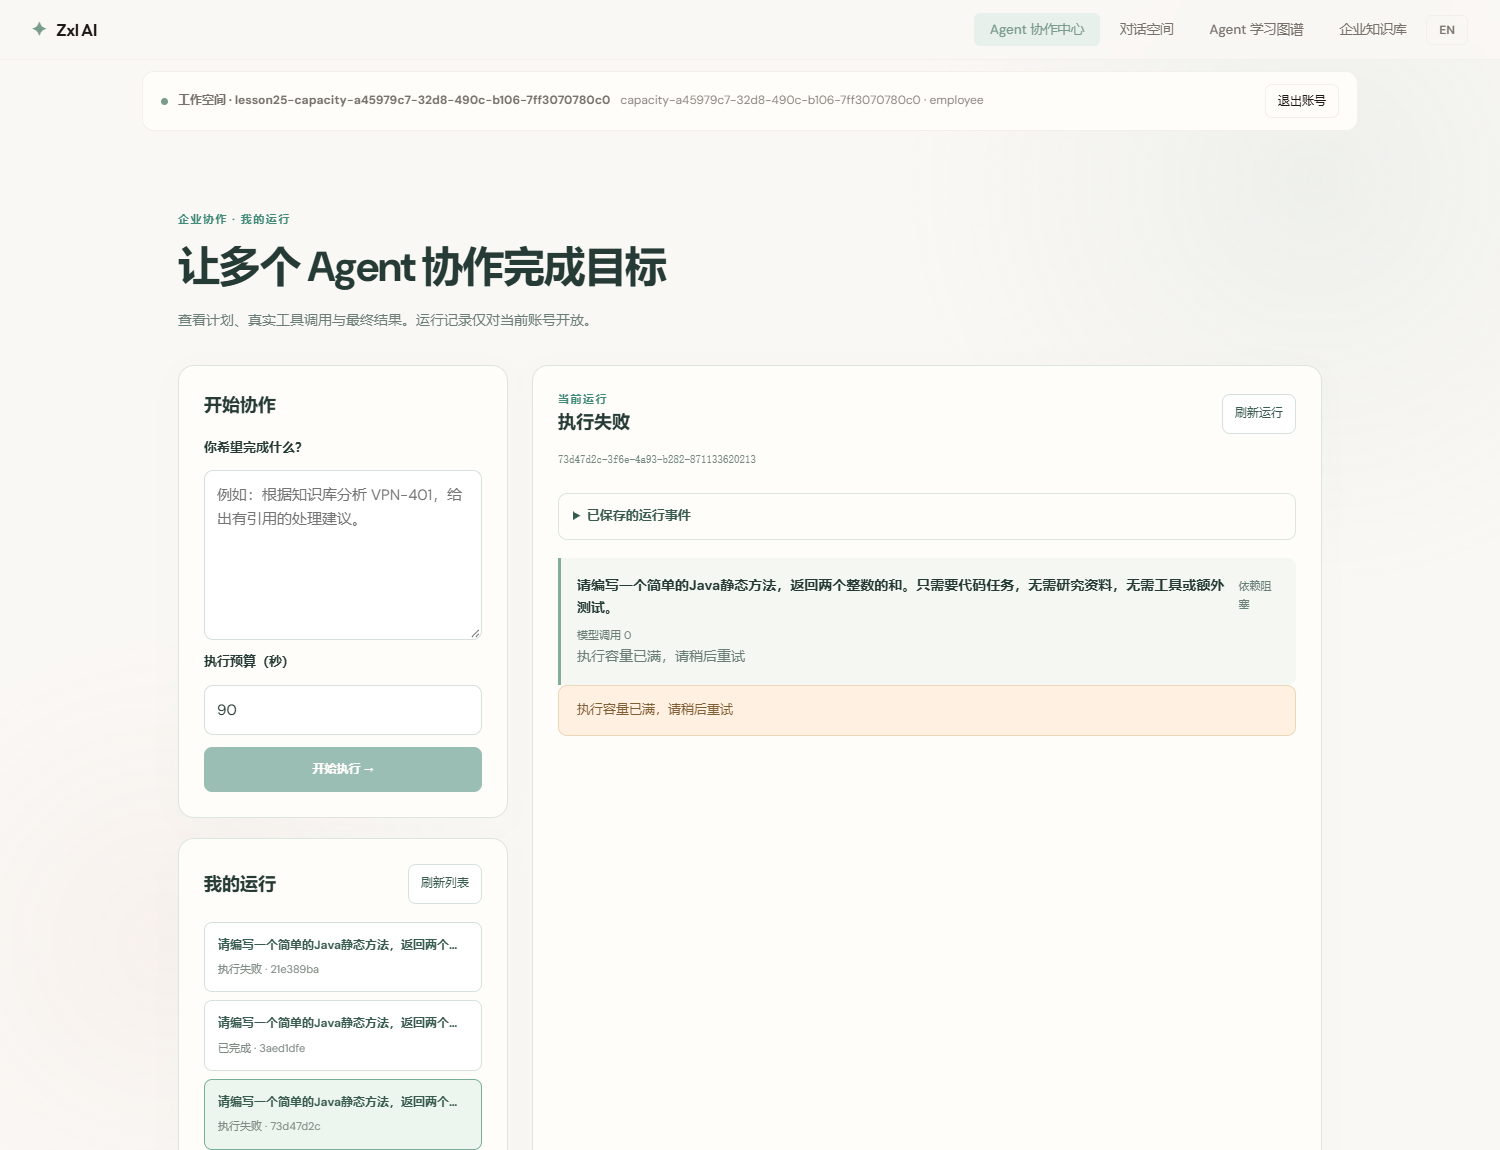 Zxl AI
Agent 协作中心
对话空间
Agent 学习图谱
企业知识库
EN
工作空间 · lesson25-capacity-a45979c7-32d8-490c-b106-7ff3070780c0
capacity-a45979c7-32d8-490c-b106-7ff3070780c0 · employee
退出账号
企业协作 · 我的运行
让多个 Agent 协作完成目标
查看计划、真实工具调用与最终结果。运行记录仅对当前账号开放。
开始协作
你希望完成什么？
例如：根据知识库分析 VPN-401，给
出有引用的处理建议。
执行预算（秒）
90
开始执行 →
我的运行
刷新列表
请编写一个简单的Java静态方法，返回两个...
执行失败 · 21e389ba
请编写一个简单的Java静态方法，返回两个...
已完成 · 3aed1dfe
请编写一个简单的Java静态方法，返回两个...
执行失败 · 73d47d2c
当前运行
执行失败
刷新运行
73d47d2c-3f6e-4a93-b282-871133620213
▶ 已保存的运行事件
请编写一个简单的Java静态方法，返回两个整数的和。只需要代码任务，无需研究资料，无需工具或额外
测试。
依赖阻
塞
模型调用 0
执行容量已满，请稍后重试
执行容量已满，请稍后重试